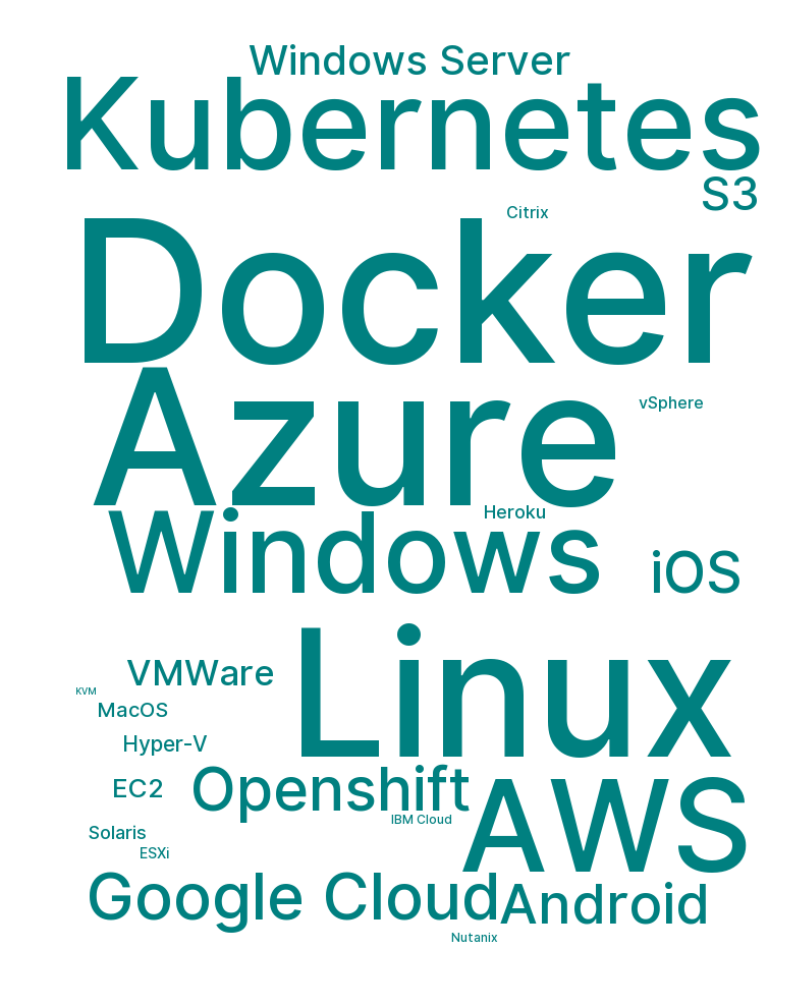 Windows Server
Kubernetes
S3
Citrix
Docker
Azure
vSphere
Heroku
Windows
iOS
Linux
VMWare
KVM
MacOS
Hyper-V
Openshift
EC2
AWS
IBM Cloud
Solaris
ESXi
Google Cloud
Android
Nutanix